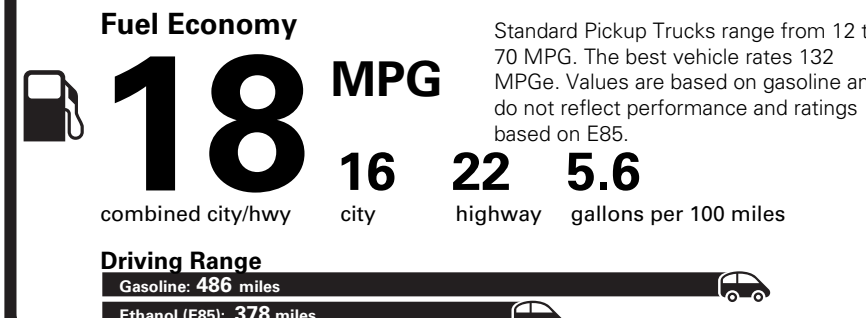 Fuel Economy
18 MPG
Standard Pickup Trucks range from 12
70 MPG. The best vehicle rates 132
MPGe. Values are based on gasoline
do not reflect performance and ratings
based on E85.
16 22 5.6
combined city/hwy city highway gallons per 100 miles
Driving Range
Gasoline: 486 miles
Ethanol (E85): 378 miles